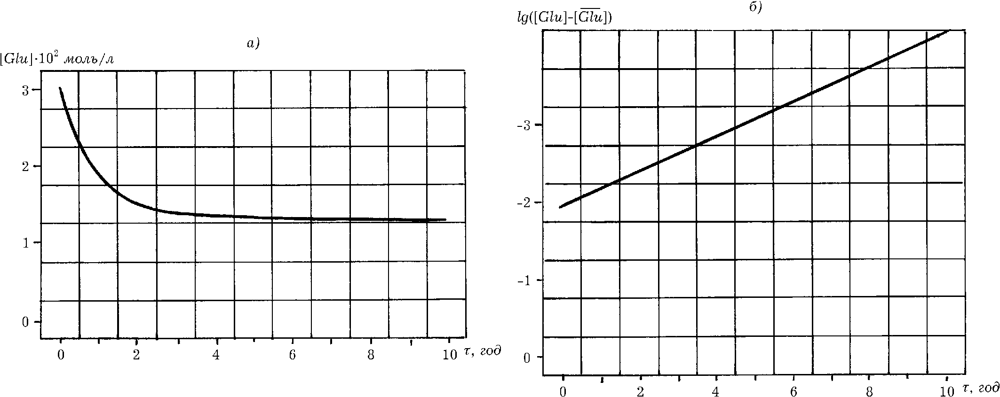 а)
[Glu]·10² моль/л
3
2
1
0
0 2 4 6 8 10 τ, год
б)
lg([Glu]-[G̅l̅u̅])
-3
-2
-1
0
0 2 4 6 8 10 τ, год